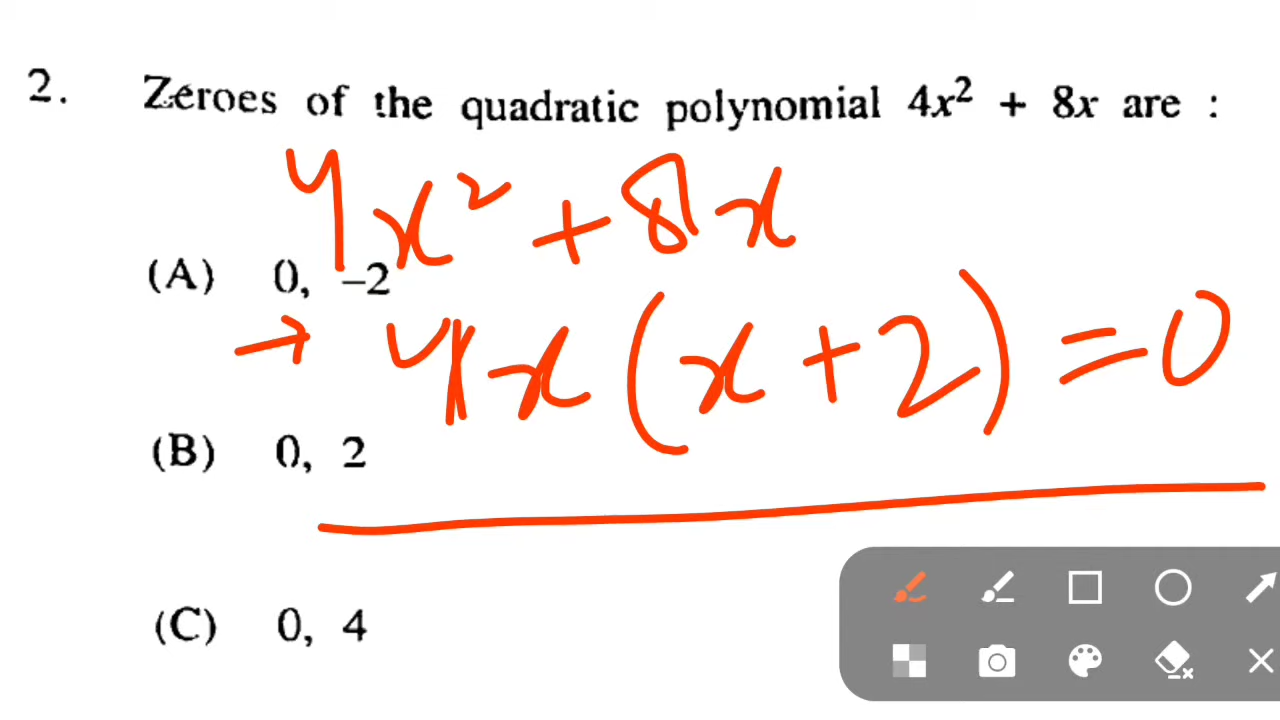 2. Zeroes of the quadratic polynomial 4x² + 8x are :
4x² + 8x
(A) 0, –2
→ 4x (x + 2) = 0
(B) 0, 2
(C) 0, 4